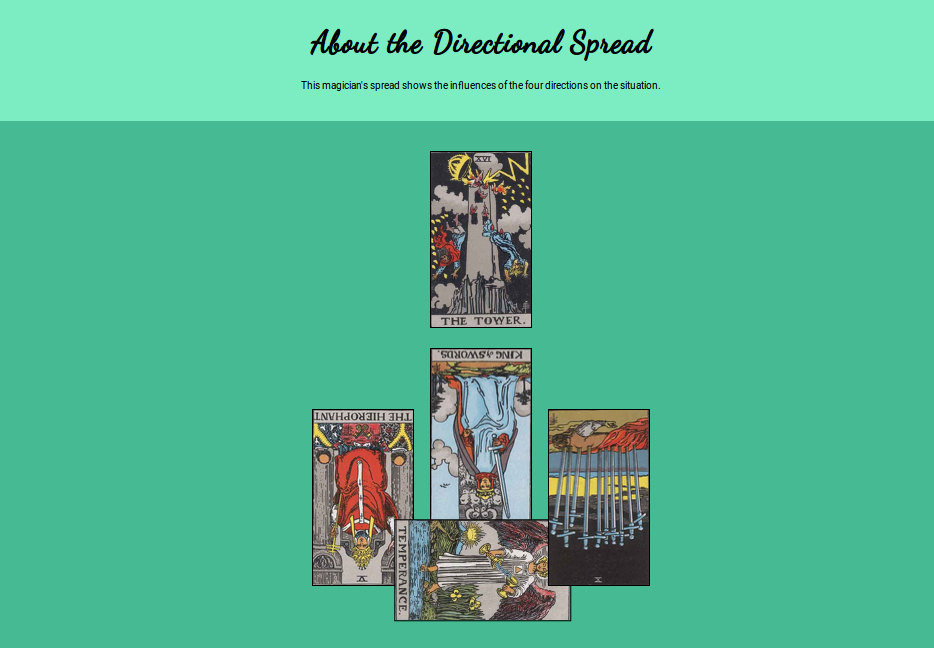 About the Directional Spread
This magician's spread shows the influences of the four directions on the situation.
XVI
THE TOWER.
KING of SWORDS.
THE HIEROPHANT
V
TEMPERANCE.
X